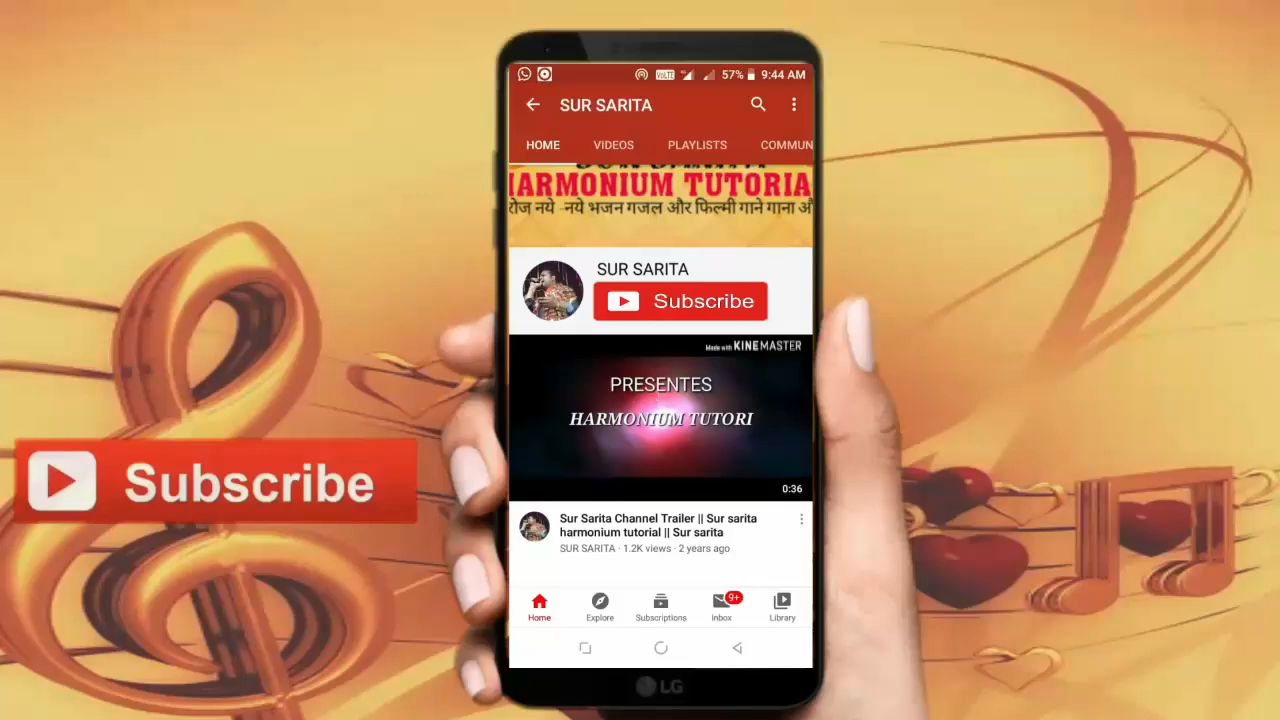 57% 9:44 AM
SUR SARITA
HOME VIDEOS PLAYLISTS COMMUN
HARMONIUM TUTORIA
रोज नये -नये भजन गजल और फिल्मी गाने गाना औ
SUR SARITA
Subscribe
Made with KINEMASTER
PRESENTES
HARMONIUM TUTORI
0:36
Sur Sarita Channel Trailer || Sur sarita
harmonium tutorial || Sur sarita
SUR SARITA · 1.2K views · 2 years ago
9+
Home Explore Subscriptions Inbox Library
LG
Subscribe